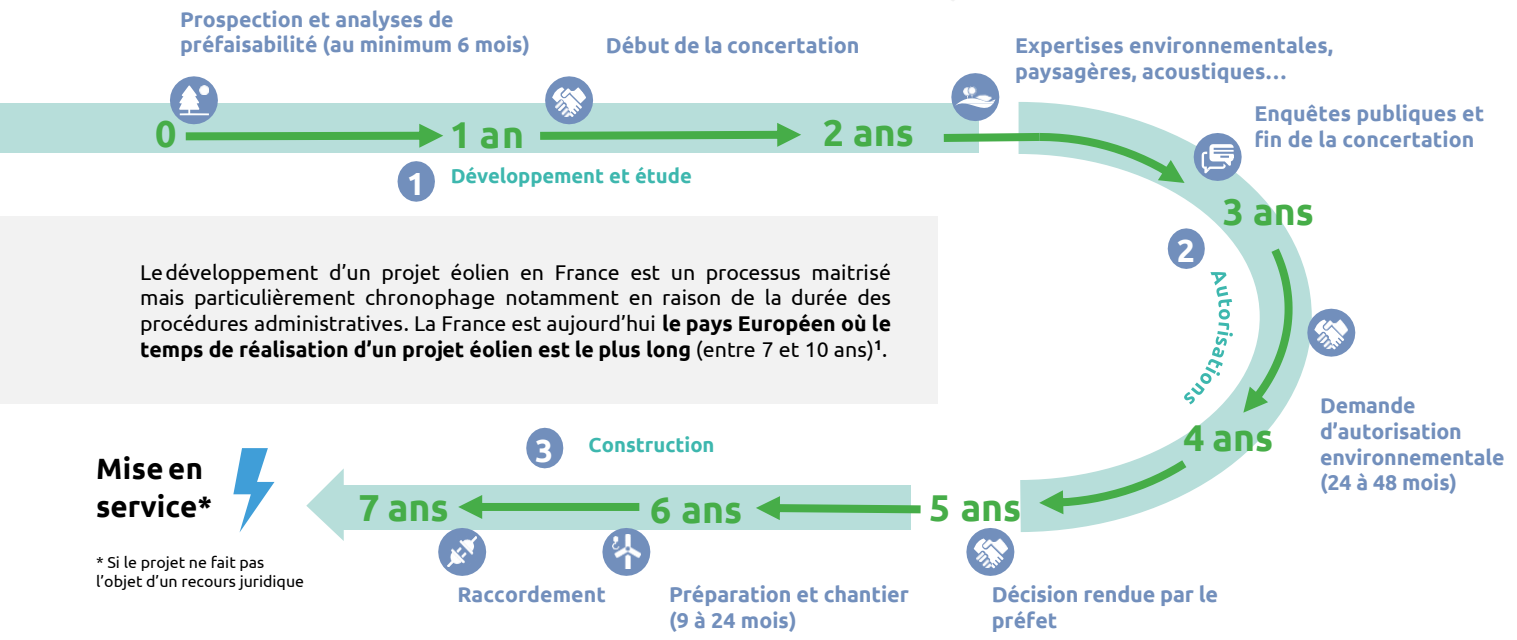 Prospection et analyses de
préfaisabilité (au minimum 6 mois)
Début de la concertation
Expertises environnementales,
paysagères, acoustiques…
Enquêtes publiques et
fin de la concertation
0
1 an
2 ans
1
Développement et étude
3 ans
2
Autorisations
Le développement d’un projet éolien en France est un processus maitrisé
mais particulièrement chronophage notamment en raison de la durée des
procédures administratives. La France est aujourd’hui le pays Européen où le
temps de réalisation d’un projet éolien est le plus long (entre 7 et 10 ans)¹.
Demande
d’autorisation
environnementale
(24 à 48 mois)
4 ans
3
Construction
Mise en
service*
7 ans
6 ans
5 ans
* Si le projet ne fait pas
l’objet d’un recours juridique
Raccordement
Préparation et chantier
(9 à 24 mois)
Décision rendue par le
préfet